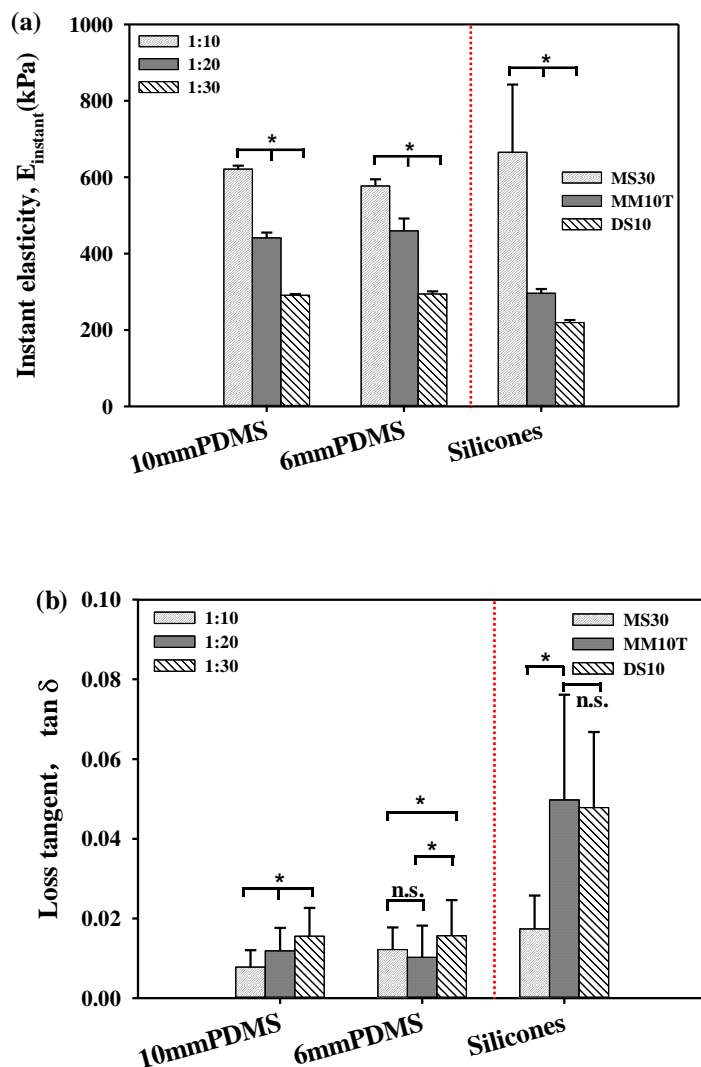 (a)
1000
800
600
400
200
0
Instant elasticity, E_instant(kPa)
1:10
1:20
1:30
*
*
*
MS30
MM10T
DS10
10mmPDMS
6mmPDMS
Silicones
(b)
0.10
0.08
0.06
0.04
0.02
0.00
Loss tangent, tan δ
1:10
1:20
1:30
MS30
MM10T
DS10
*
n.s.
*
*
n.s.
*
10mmPDMS
6mmPDMS
Silicones